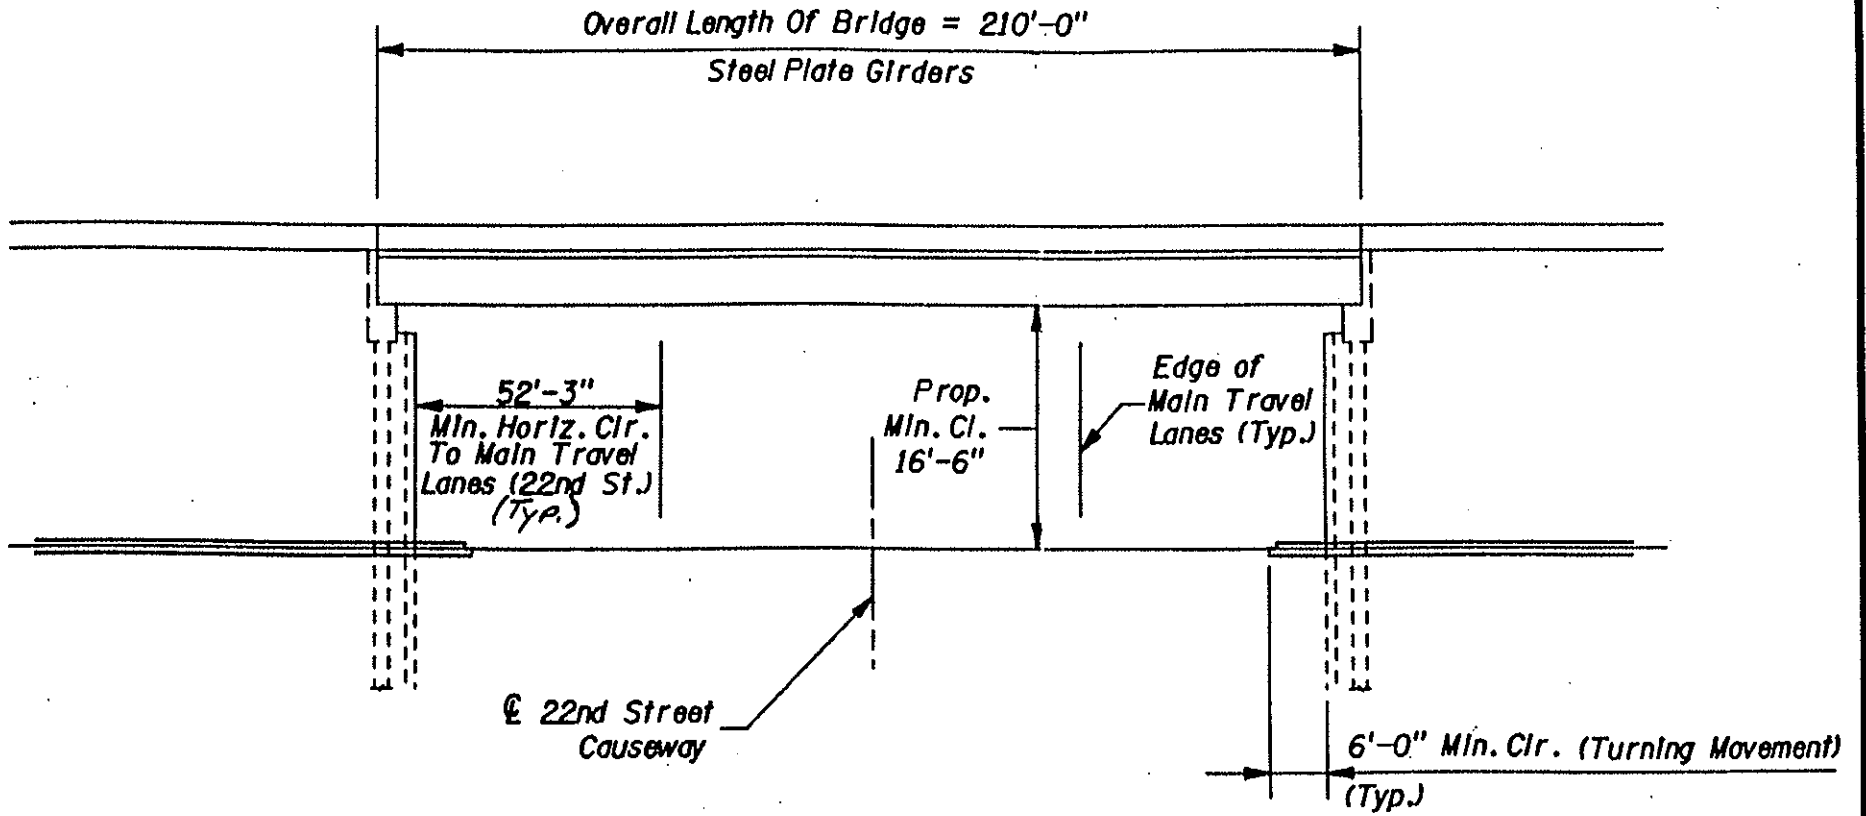 Overall Length Of Bridge = 210'-0"
Steel Plate Girders
52'-3"
Min. Horiz. Clr.
To Main Travel
Lanes (22nd St.)
(Typ.)
Prop.
Min. Cl.
16'-6"
Edge of
Main Travel
Lanes (Typ.)
℄ 22nd Street
Causeway
6'-0" Min. Clr. (Turning Movement)
(Typ.)